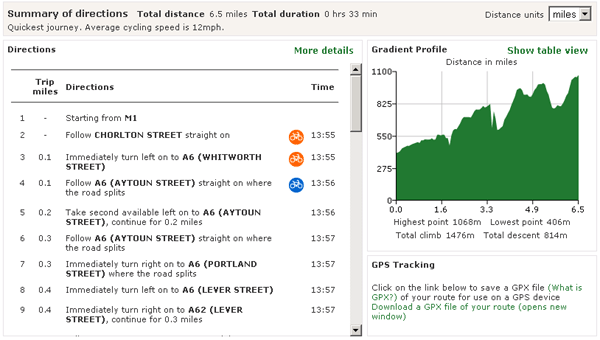 Summary of directions Total distance 6.5 miles Total duration 0 hrs 33 min
Quickest journey. Average cycling speed is 12mph.
Distance units miles
Directions
More details
Trip miles Directions Time
1 - Starting from M1
2 - Follow CHORLTON STREET straight on 13:55
3 0.1 Immediately turn left on to A6 (WHITWORTH
STREET) 13:55
4 0.1 Follow A6 (AYTOUN STREET) straight on where
the road splits 13:56
5 0.2 Take second available left on to A6 (AYTOUN
STREET), continue for 0.2 miles 13:56
6 0.3 Follow A6 (AYTOUN STREET) straight on where
the road splits 13:57
7 0.3 Immediately turn right on to A6 (PORTLAND
STREET) where the road splits 13:57
8 0.4 Immediately turn left on to A6 (LEVER STREET) 13:57
9 0.4 Immediately turn right on to A62 (LEVER
STREET), continue for 0.3 miles 13:57
Gradient Profile
Show table view
Distance in miles
1100
825
550
275
0.0 1.6 3.3 4.9 6.5
Highest point 1068m Lowest point 406m
Total climb 1476m Total descent 814m
GPS Tracking
Click on the link below to save a GPX file (What is
GPX?) of your route for use on a GPS device
Download a GPX file of your route (opens new
window)